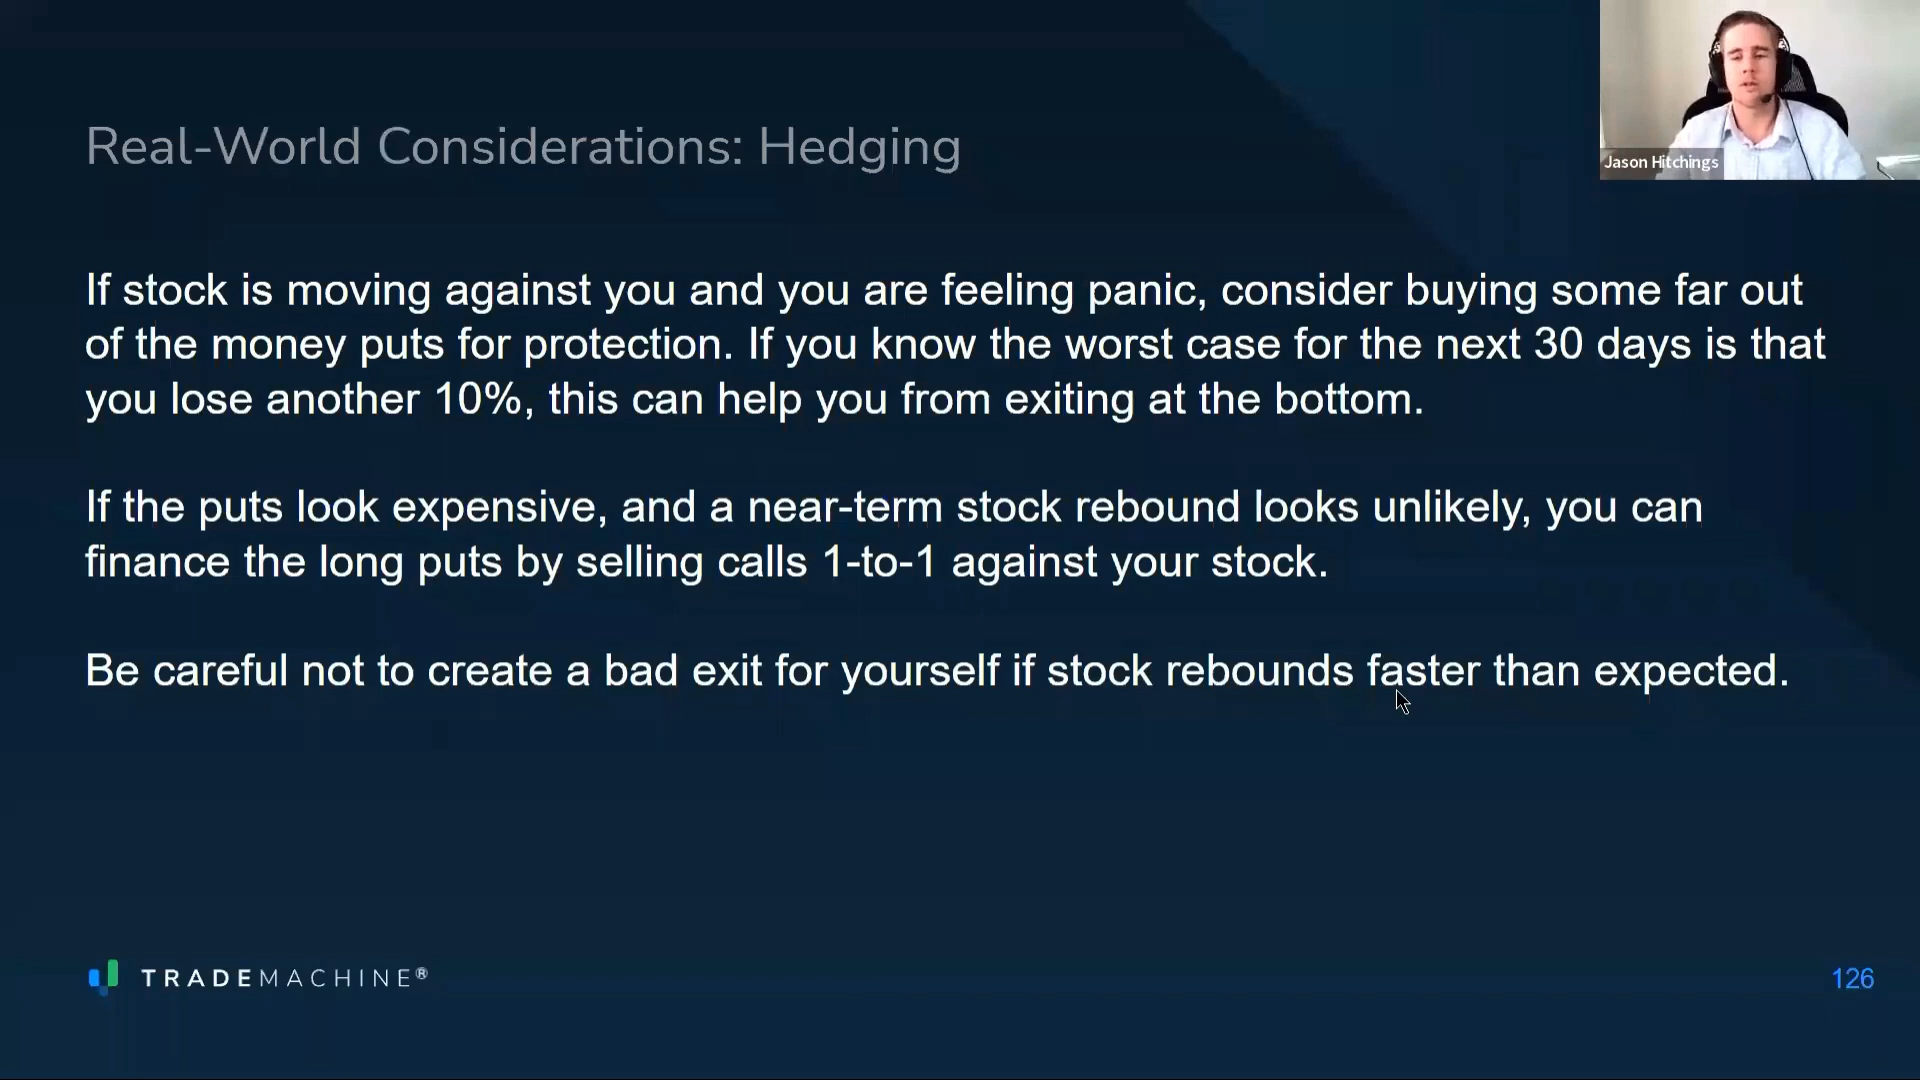 Real-World Considerations: Hedging
Jason Hitchings
If stock is moving against you and you are feeling panic, consider buying some far out
of the money puts for protection. If you know the worst case for the next 30 days is that
you lose another 10%, this can help you from exiting at the bottom.
If the puts look expensive, and a near-term stock rebound looks unlikely, you can
finance the long puts by selling calls 1-to-1 against your stock.
Be careful not to create a bad exit for yourself if stock rebounds faster than expected.
TRADEMACHINE®
126